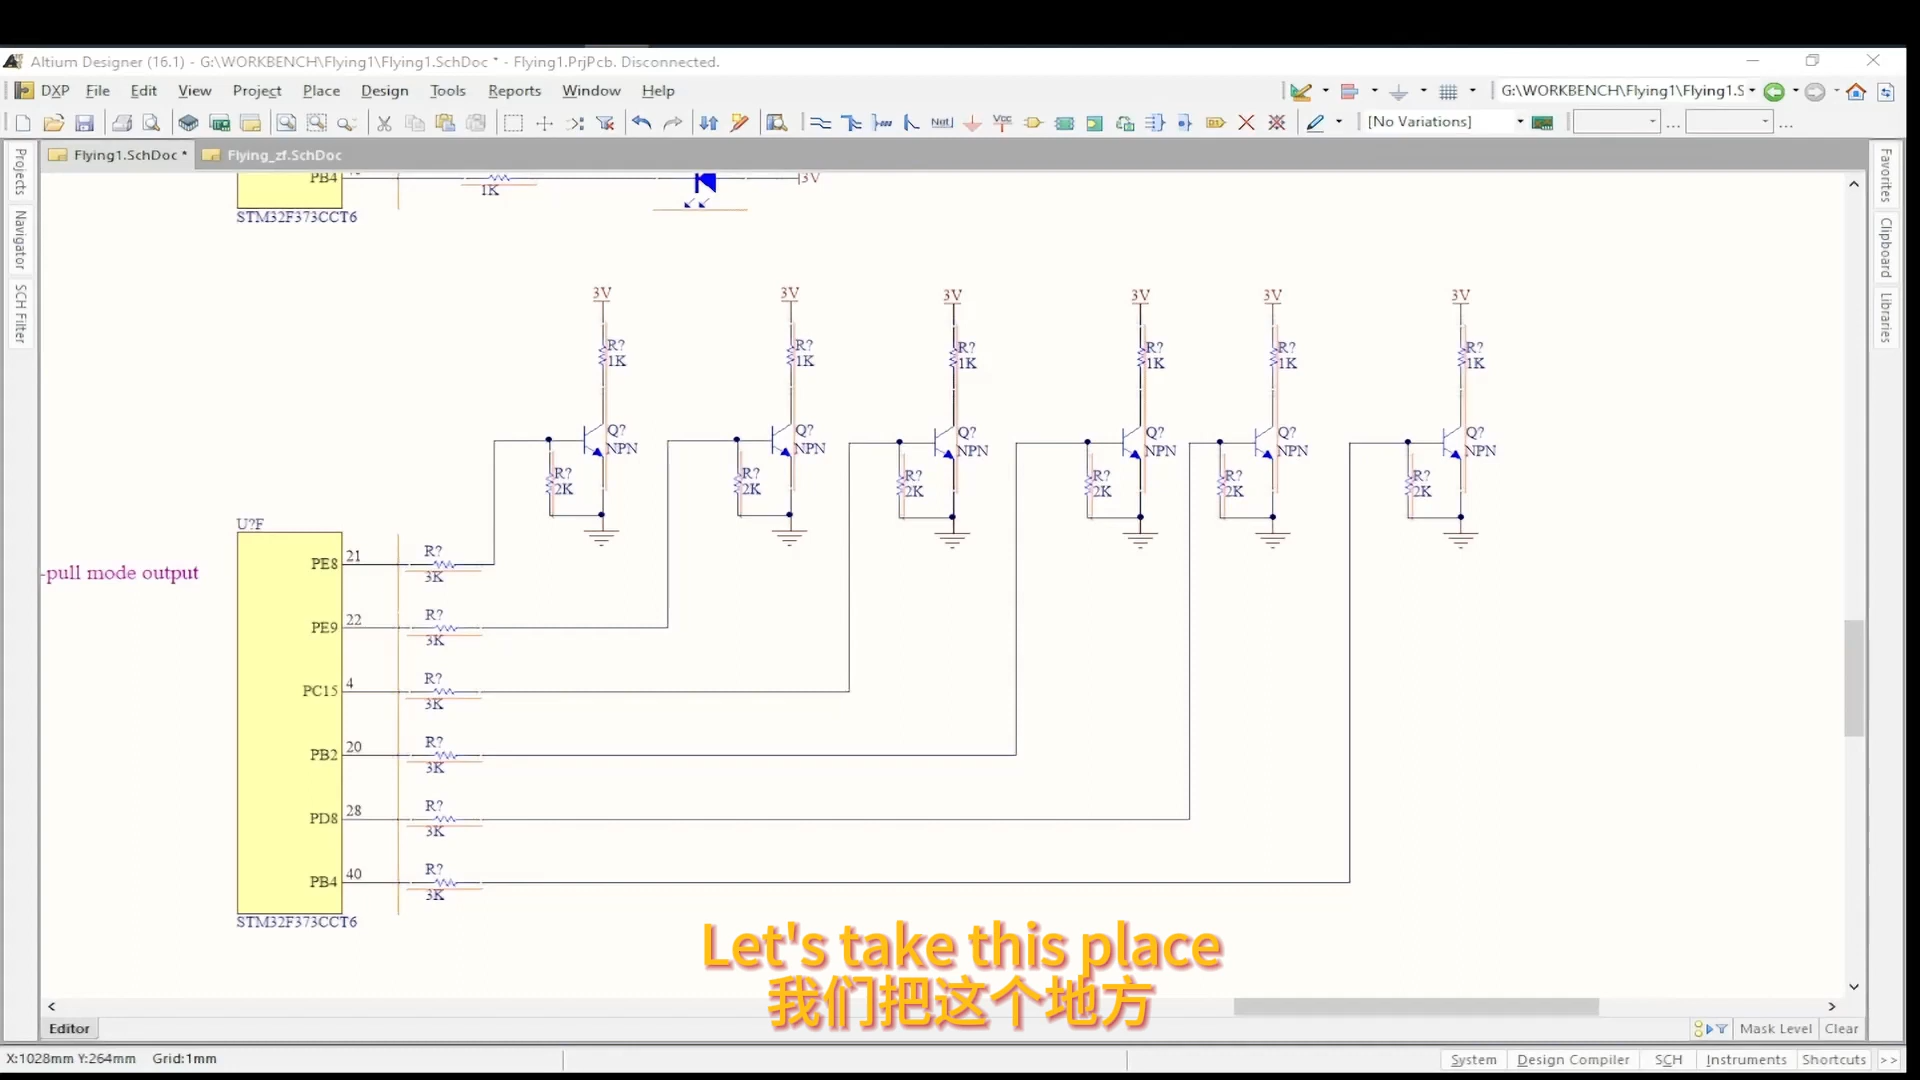 Altium Designer (16.1) - G:\WORKBENCH\Flying1\Flying1.SchDoc * - Flying1.PrjPcb. Disconnected.
DXP File Edit View Project Place Design Tools Reports Window Help
G:\WORKBENCH\Flying1\Flying1.S
[No Variations]
Flying1.SchDoc * Flying_zf.SchDoc
Projects
Navigator
SCH Filter
Favorites
Clipboard
Libraries
PB4
1K
3V
STM32F373CCT6
3V 3V 3V 3V 3V 3V
R? R? R? R? R? R?
1K 1K 1K 1K 1K 1K
Q? Q? Q? Q? Q? Q?
NPN NPN NPN NPN NPN NPN
R? R? R? R? R? R?
2K 2K 2K 2K 2K 2K
U?F
-pull mode output
PE8 21 R?
3K
PE9 22 R?
3K
PC15 4 R?
3K
PB2 20 R?
3K
PD8 28 R?
3K
PB4 40 R?
3K
STM32F373CCT6
Let's take this place
我们把这个地方
Editor
Mask Level Clear
X:1028mm Y:264mm Grid:1mm
System Design Compiler SCH Instruments Shortcuts >>